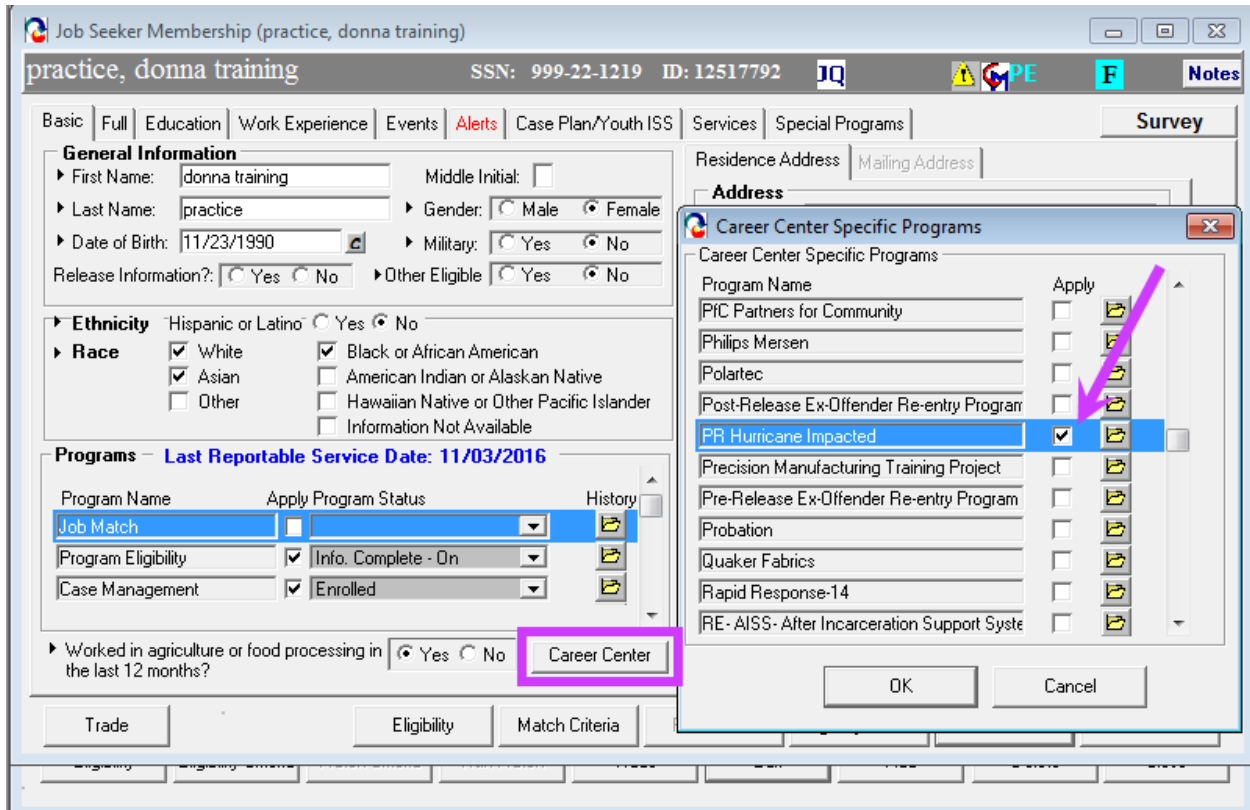 Job Seeker Membership (practice, donna training)
practice, donna training SSN: 999-22-1219 ID: 12517792 JQ CM PE F Notes
Basic Full Education Work Experience Events Alerts Case Plan/Youth ISS Services Special Programs Survey
General Information
First Name: donna training Middle Initial:
Last Name: practice Gender: Male Female
Date of Birth: 11/23/1990 c Military: Yes No
Release Information?: Yes No Other Eligible Yes No
Ethnicity Hispanic or Latino Yes No
Race White Black or African American
Asian American Indian or Alaskan Native
Other Hawaiian Native or Other Pacific Islander
Information Not Available
Programs Last Reportable Service Date: 11/03/2016
Program Name Apply Program Status History
Job Match
Program Eligibility Info. Complete - On
Case Management Enrolled
Worked in agriculture or food processing in Yes No Career Center
the last 12 months?
Trade Eligibility Match Criteria
Residence Address Mailing Address
Address
Career Center Specific Programs
Career Center Specific Programs
Program Name Apply
PfC Partners for Community
Philips Mersen
Polartec
Post-Release Ex-Offender Re-entry Program
PR Hurricane Impacted
Precision Manufacturing Training Project
Pre-Release Ex-Offender Re-entry Program
Probation
Quaker Fabrics
Rapid Response-14
RE- AISS- After Incarceration Support Syste
OK Cancel